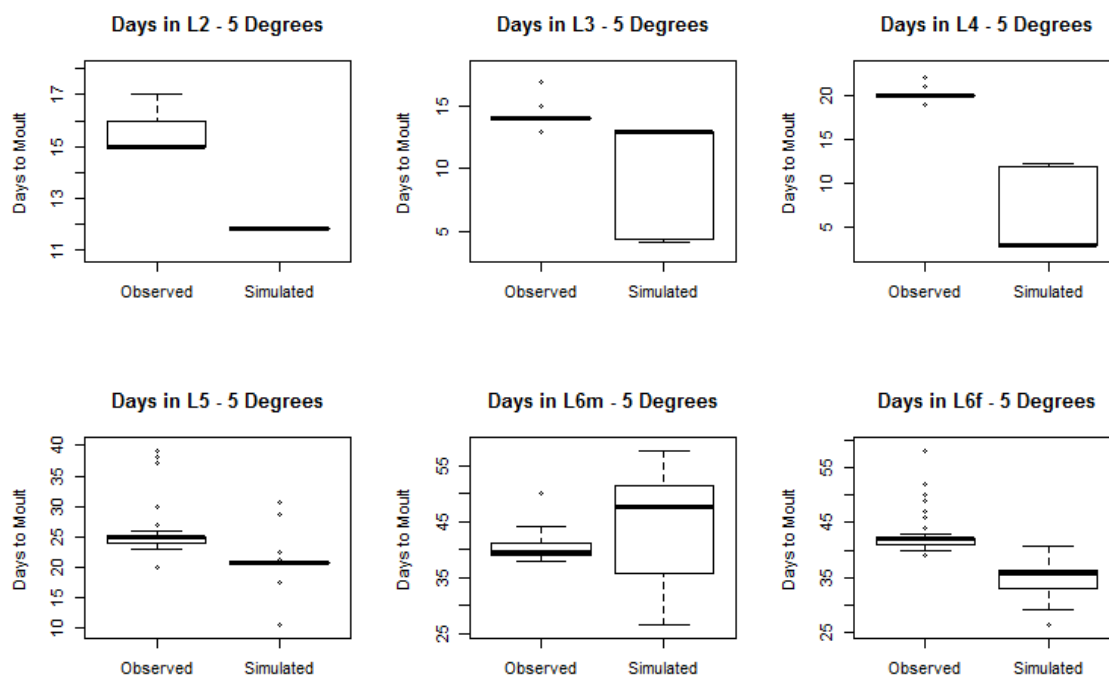 Days in L2 - 5 Degrees
Days to Moult
17
15
13
11
Observed Simulated
Days in L3 - 5 Degrees
Days to Moult
15
10
5
Observed Simulated
Days in L4 - 5 Degrees
Days to Moult
20
15
10
5
Observed Simulated
Days in L5 - 5 Degrees
Days to Moult
40
35
30
25
20
15
10
Observed Simulated
Days in L6m - 5 Degrees
Days to Moult
55
45
35
25
Observed Simulated
Days in L6f - 5 Degrees
Days to Moult
55
45
35
25
Observed Simulated